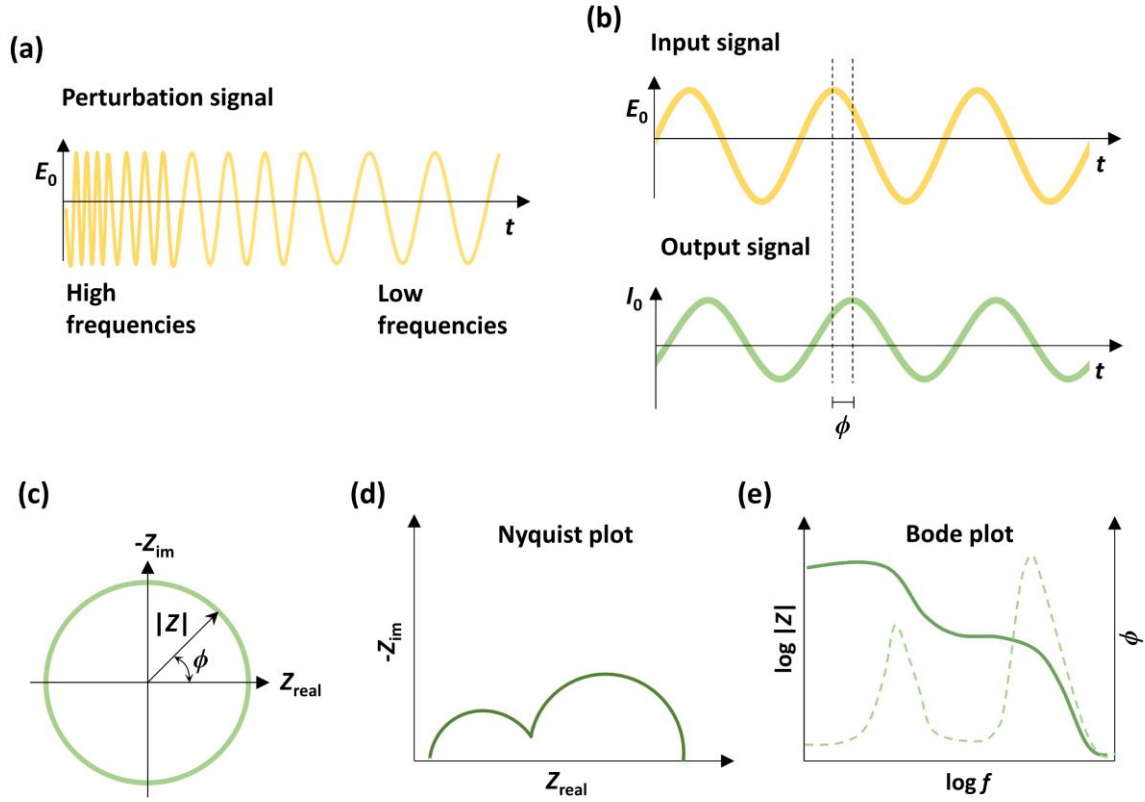 (a)
Perturbation signal
E₀
t
High
frequencies
Low
frequencies
(b)
Input signal
E₀
t
Output signal
I₀
t
ϕ
(c)
-Zim
|Z|
ϕ
Zreal
(d)
Nyquist plot
-Zim
Zreal
(e)
Bode plot
log |Z|
ϕ
log f